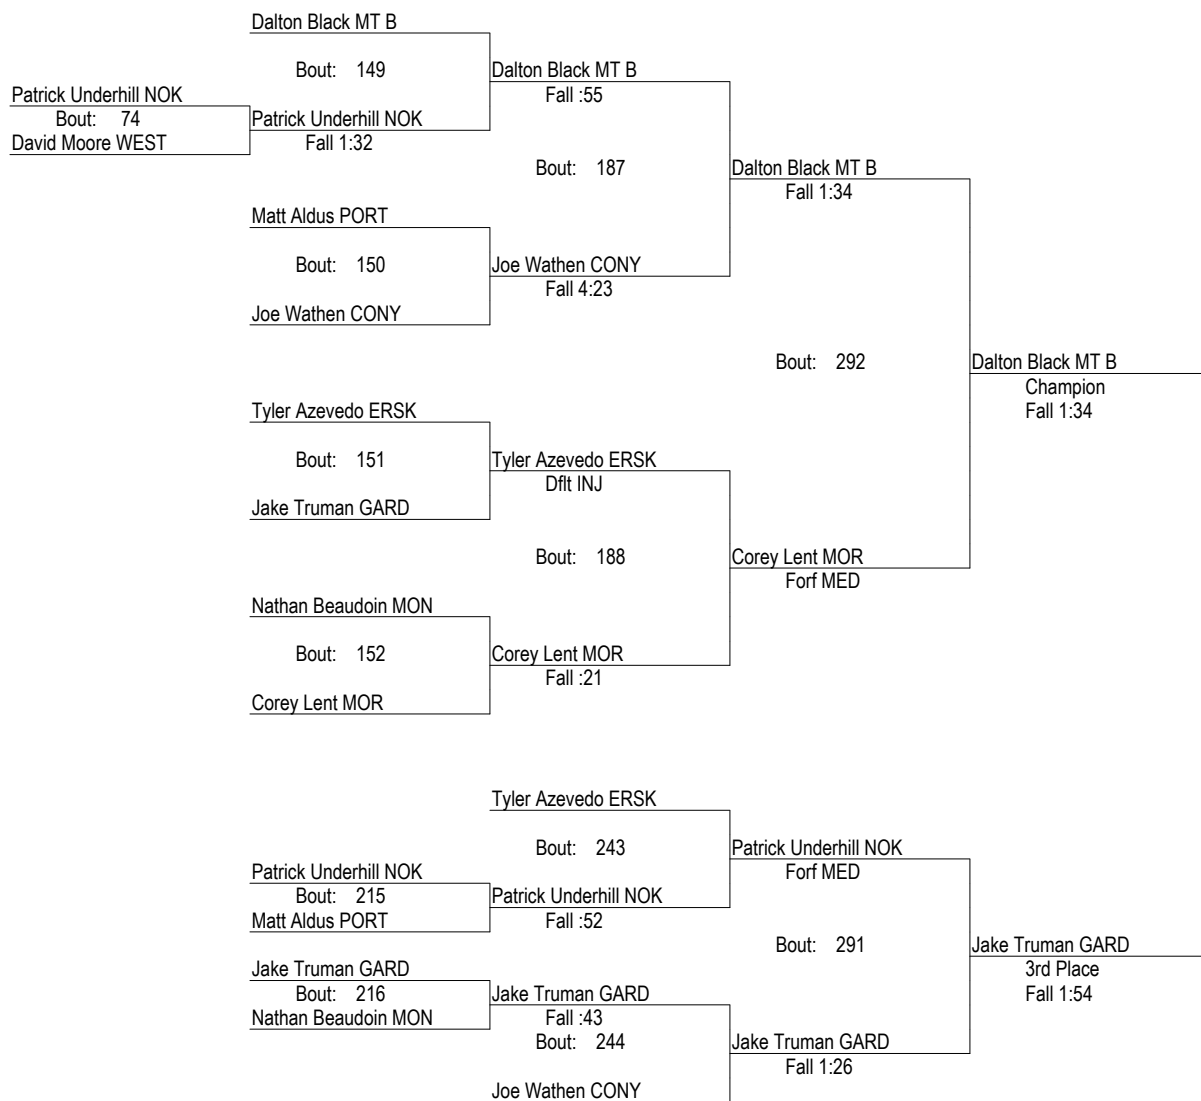 Dalton Black MT B
Bout: 149
Dalton Black MT B
Fall :55
Patrick Underhill NOK
Bout: 74
David Moore WEST
Patrick Underhill NOK
Fall 1:32
Bout: 187
Dalton Black MT B
Fall 1:34
Matt Aldus PORT
Bout: 150
Joe Wathen CONY
Fall 4:23
Joe Wathen CONY
Bout: 292
Dalton Black MT B
Champion
Fall 1:34
Tyler Azevedo ERSK
Bout: 151
Tyler Azevedo ERSK
Dflt INJ
Jake Truman GARD
Bout: 188
Corey Lent MOR
Forf MED
Nathan Beaudoin MON
Bout: 152
Corey Lent MOR
Fall :21
Corey Lent MOR
Tyler Azevedo ERSK
Bout: 243
Patrick Underhill NOK
Forf MED
Patrick Underhill NOK
Bout: 215
Matt Aldus PORT
Patrick Underhill NOK
Fall :52
Bout: 291
Jake Truman GARD
3rd Place
Fall 1:54
Jake Truman GARD
Bout: 216
Nathan Beaudoin MON
Jake Truman GARD
Fall :43
Bout: 244
Jake Truman GARD
Fall 1:26
Joe Wathen CONY